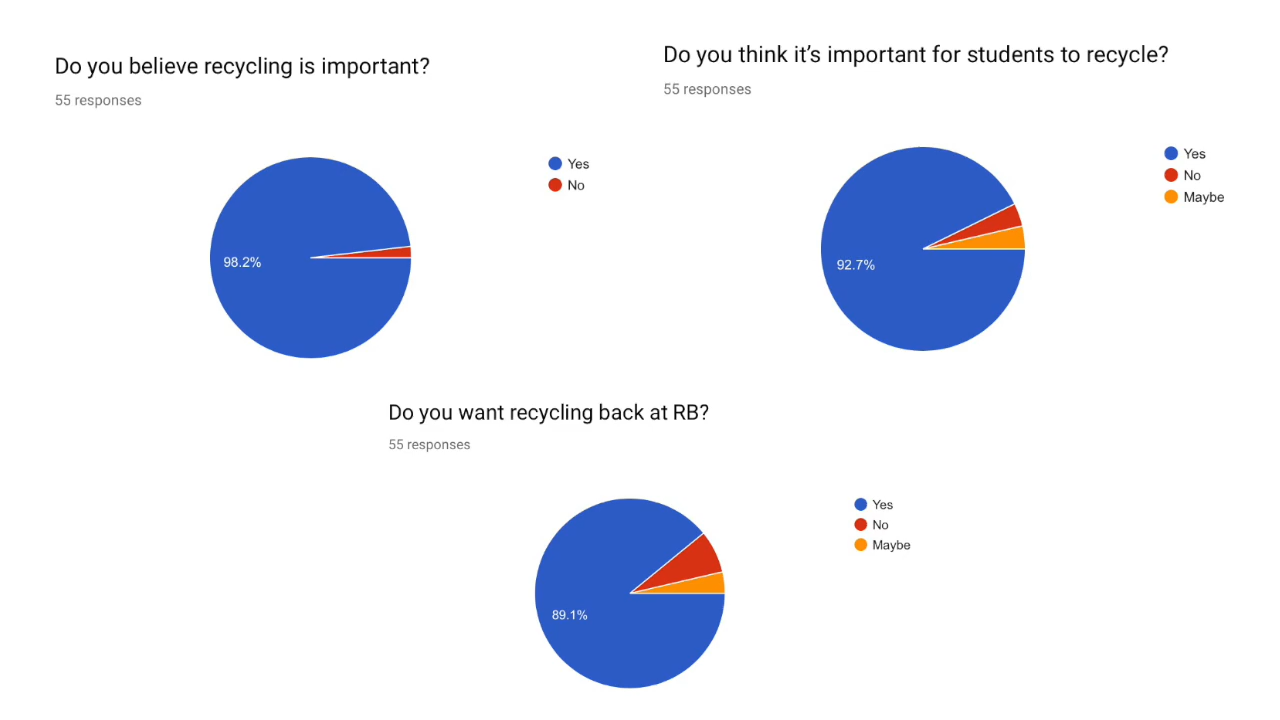 Do you believe recycling is important?
55 responses
Yes
No
98.2%
Do you think it’s important for students to recycle?
55 responses
Yes
No
Maybe
92.7%
Do you want recycling back at RB?
55 responses
Yes
No
Maybe
89.1%